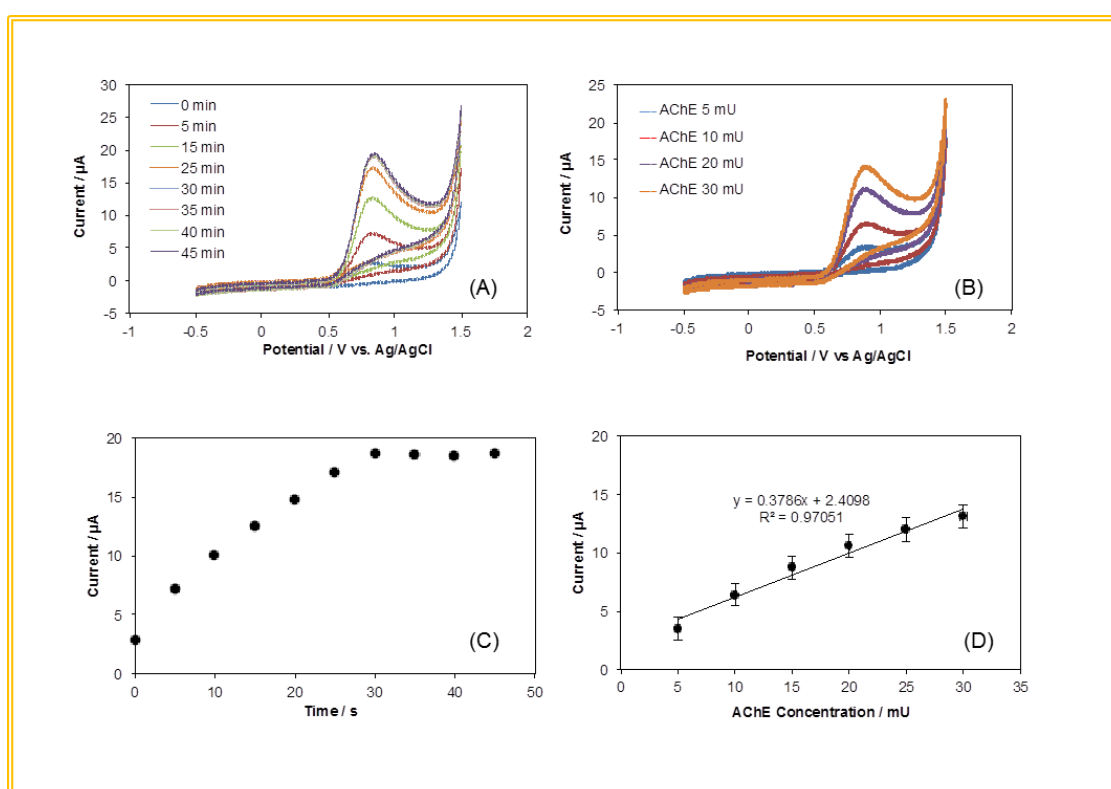 30
25
20
15
10
5
0
-5
-1
-0.5
0
0.5
1
1.5
2
Current / µA
Potential / V vs. Ag/AgCl
0 min
5 min
15 min
25 min
30 min
35 min
40 min
45 min
(A)
25
20
15
10
5
0
-5
-1
-0.5
0
0.5
1
1.5
2
Current / µA
Potential / V vs Ag/AgCl
AChE 5 mU
AChE 10 mU
AChE 20 mU
AChE 30 mU
(B)
20
15
10
5
0
0
10
20
30
40
50
Current / µA
Time / s
(C)
20
15
10
5
0
0
5
10
15
20
25
30
35
Current / µA
AChE Concentration / mU
y = 0.3786x + 2.4098
R² = 0.97051
(D)